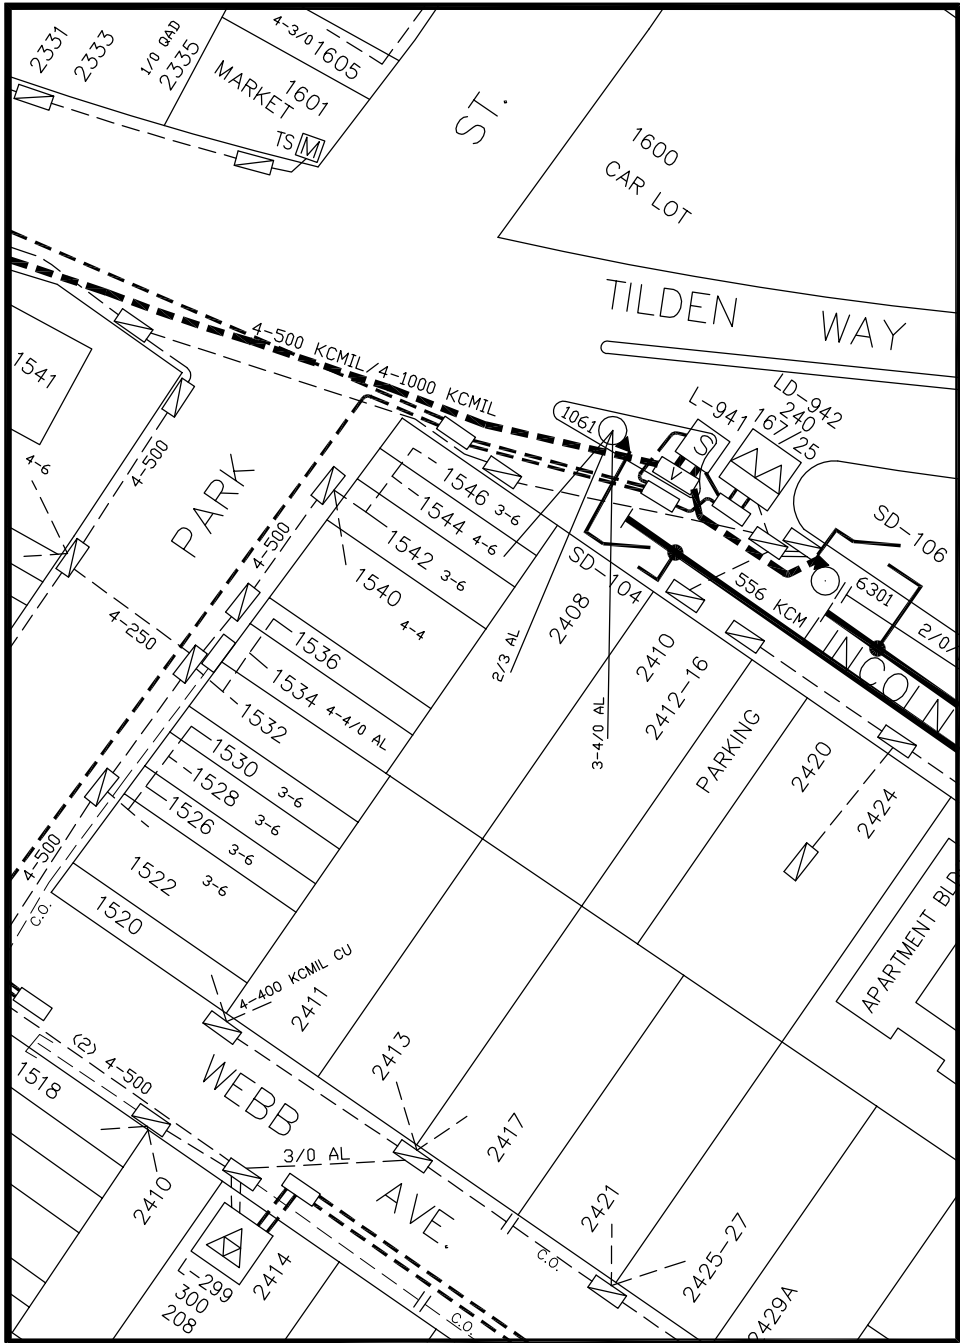 2331
2333
1/0 QAD
2335
4-3/0
1605
MARKET
1601
TS M
ST.
1600
CAR LOT
TILDEN WAY
4-500 KCMIL/4-1000 KCMIL
1541
4-6
4-500
PARK
4-500
4-250
1061
L-941
LD-942
240
167/25
S
SD-106
6301
2/0
556 KCM
SD-104
1546 3-6
1544 4-6
1542 3-6
1540
4-4
1536
1534 4-4/0 AL
1532
1530 3-6
1528 3-6
1526 3-6
1522 3-6
1520
2/3 AL
3-4/0 AL
2408
2410
2412-16
PARKING
2420
2424
APARTMENT BLD
4-500
C.O.
4-400 KCMIL CU
2411
2413
2417
2421
2425-27
2429A
WEBB AVE.
(2) 4-500
1518
3/0 AL
2410
L-299
300
208
2414
C.O.
C.O.